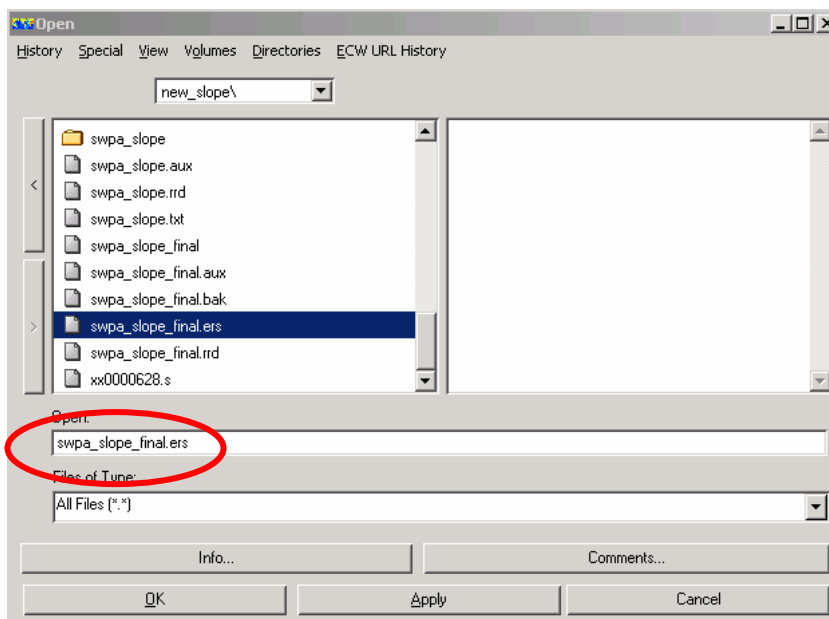 Open
History Special View Volumes Directories ECW URL History
new_slope\
swpa_slope
swpa_slope.aux
swpa_slope.rrd
swpa_slope.txt
swpa_slope_final
swpa_slope_final.aux
swpa_slope_final.bak
swpa_slope_final.ers
swpa_slope_final.rrd
xx0000628.s
Open:
swpa_slope_final.ers
Files of Type:
All Files (*.*)
Info... Comments...
OK Apply Cancel